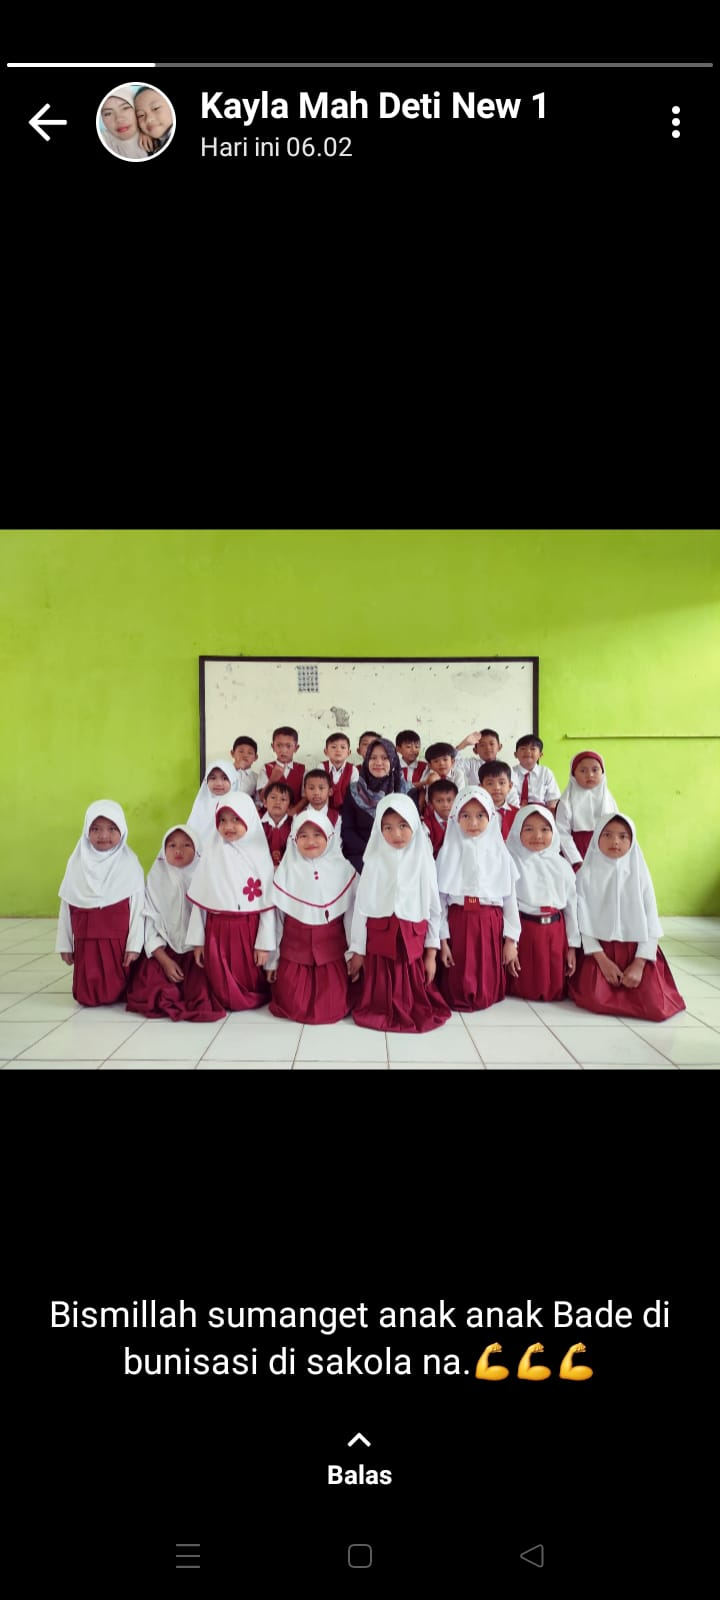 Kayla Mah Deti New 1
Hari ini 06.02
Bismillah sumanget anak anak Bade di
bunisasi di sakola na.💪💪💪
Balas